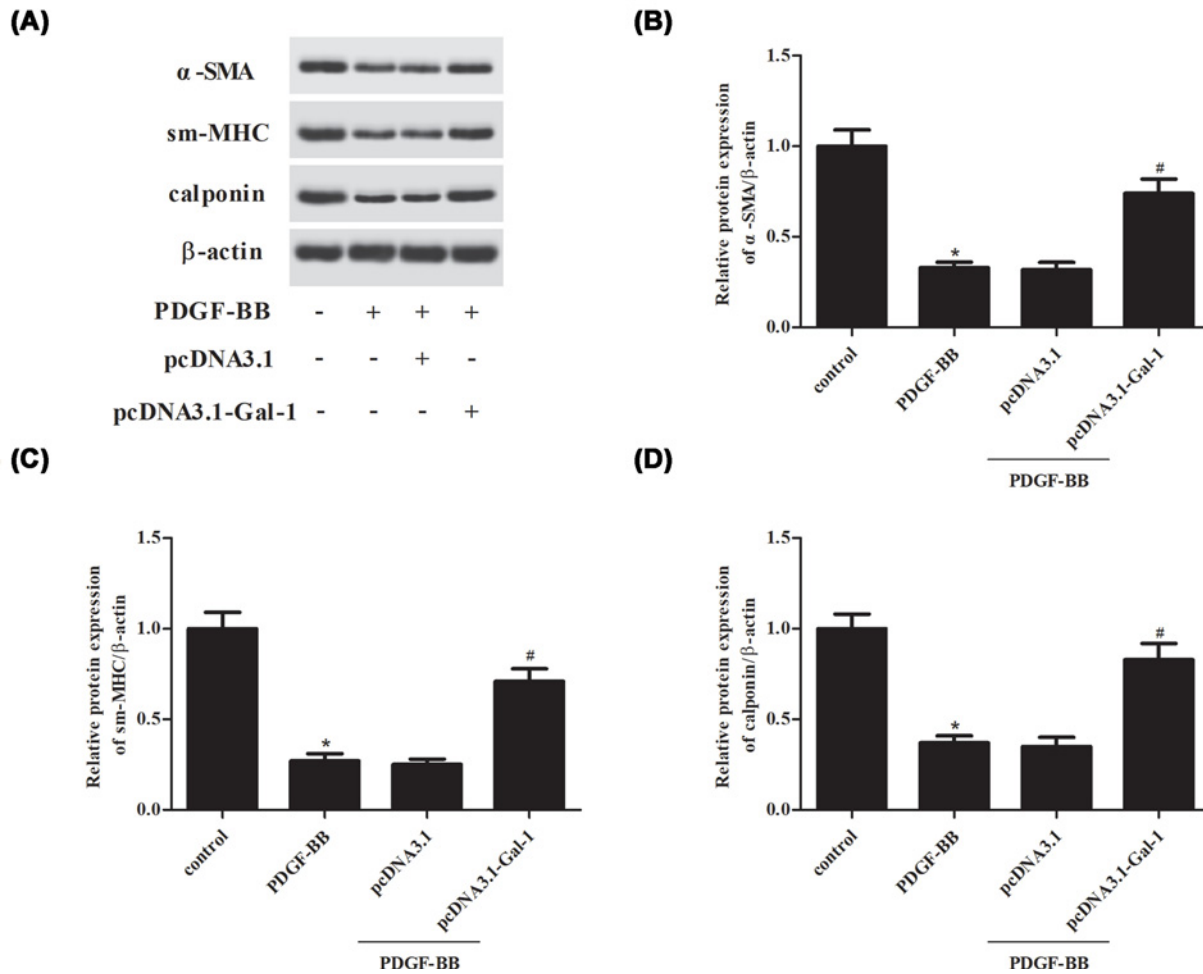 (A)
α-SMA
sm-MHC
calponin
β-actin
PDGF-BB - + + +
pcDNA3.1 - - + -
pcDNA3.1-Gal-1 - - - +
(B)
Relative protein expression
of α-SMA/β-actin
1.5
1.0
0.5
0.0
*
#
control
PDGF-BB
pcDNA3.1
pcDNA3.1-Gal-1
PDGF-BB
(C)
Relative protein expression
of sm-MHC/β-actin
1.5
1.0
0.5
0.0
*
#
control
PDGF-BB
pcDNA3.1
pcDNA3.1-Gal-1
PDGF-BB
(D)
Relative protein expression
of calponin/β-actin
1.5
1.0
0.5
0.0
*
#
control
PDGF-BB
pcDNA3.1
pcDNA3.1-Gal-1
PDGF-BB